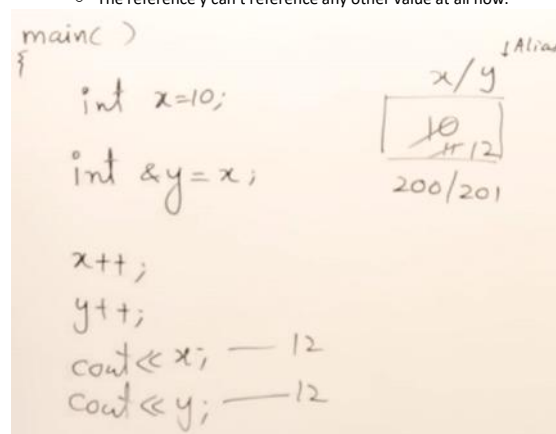 The reference y can't reference any other value at all now.
main( )
{
int x=10;
int &y=x;
x++;
y++;
cout<<x; — 12
cout<<y; — 12
↓Alias
x/y
10
11 12
200/201